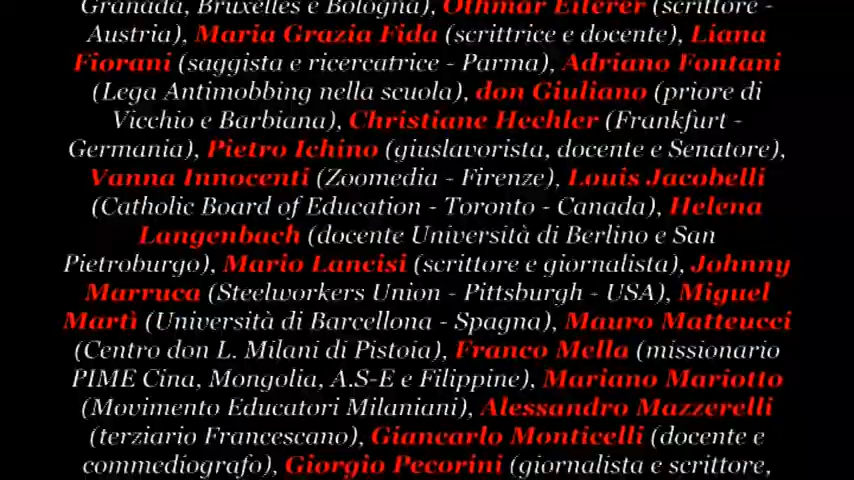 Granada, Bruxelles e Bologna), Othmar Eiterer (scrittore -
Austria), Maria Grazia Fida (scrittrice e docente), Liana
Fiorani (saggista e ricercatrice - Parma), Adriano Fontani
(Lega Antimobbing nella scuola), don Giuliano (priore di
Vicchio e Barbiana), Christiane Hechler (Frankfurt -
Germania), Pietro Ichino (giuslavorista, docente e Senatore),
Vanna Innocenti (Zoomedia - Firenze), Louis Jacobelli
(Catholic Board of Education - Toronto - Canada), Helena
Langenbach (docente Università di Berlino e San
Pietroburgo), Mario Lancisi (scrittore e giornalista), Johnny
Marruca (Steelworkers Union - Pittsburgh - USA), Miguel
Martì (Università di Barcellona - Spagna), Mauro Matteucci
(Centro don L. Milani di Pistoia), Franco Mella (missionario
PIME Cina, Mongolia, A.S-E e Filippine), Mariano Mariotto
(Movimento Educatori Milaniani), Alessandro Mazzerelli
(terziario Francescano), Giancarlo Monticelli (docente e
commediografo), Giorgio Pecorini (giornalista e scrittore,